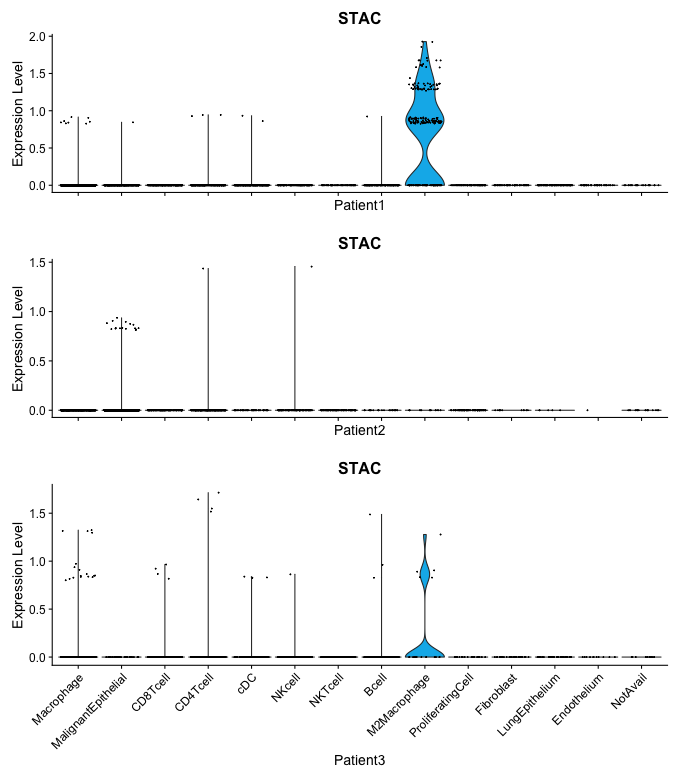 STAC
Expression Level
2.0
1.5
1.0
0.5
0.0
Patient1
STAC
Expression Level
1.5
1.0
0.5
0.0
Patient2
STAC
Expression Level
1.5
1.0
0.5
0.0
Macrophage
MalignantEpithelial
CD8Tcell
CD4Tcell
cDC
NKcell
NKTcell
Bcell
M2Macrophage
ProliferatingCell
Fibroblast
LungEpithelium
Endothelium
NotAvail
Patient3